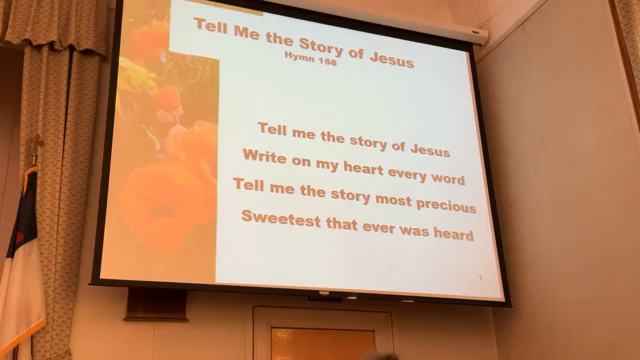 Tell Me the Story of Jesus
Hymn 168
Tell me the story of Jesus
Write on my heart every word
Tell me the story most precious
Sweetest that ever was heard